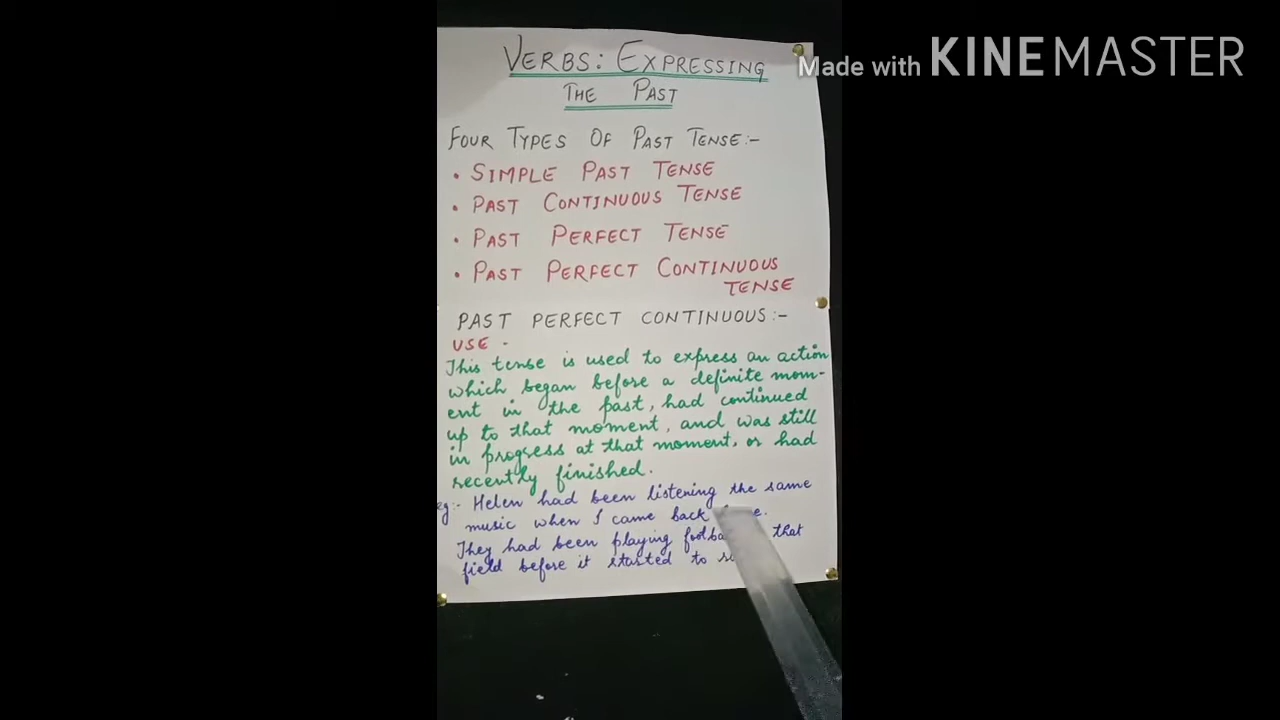 VERBS: EXPRESSING
THE PAST
Made with KINEMASTER
FOUR TYPES OF PAST TENSE:-
• SIMPLE PAST TENSE
• PAST CONTINUOUS TENSE
• PAST PERFECT TENSE
• PAST PERFECT CONTINUOUS
TENSE
PAST PERFECT CONTINUOUS:-
USE -
This tense is used to express an action
which began before a definite mom-
ent in the past, had continued
up to that moment, and was still
in progress at that moment, or had
recently finished.
eg:- Helen had been listening the same
music when I came back
They had been playing that
field before it started to